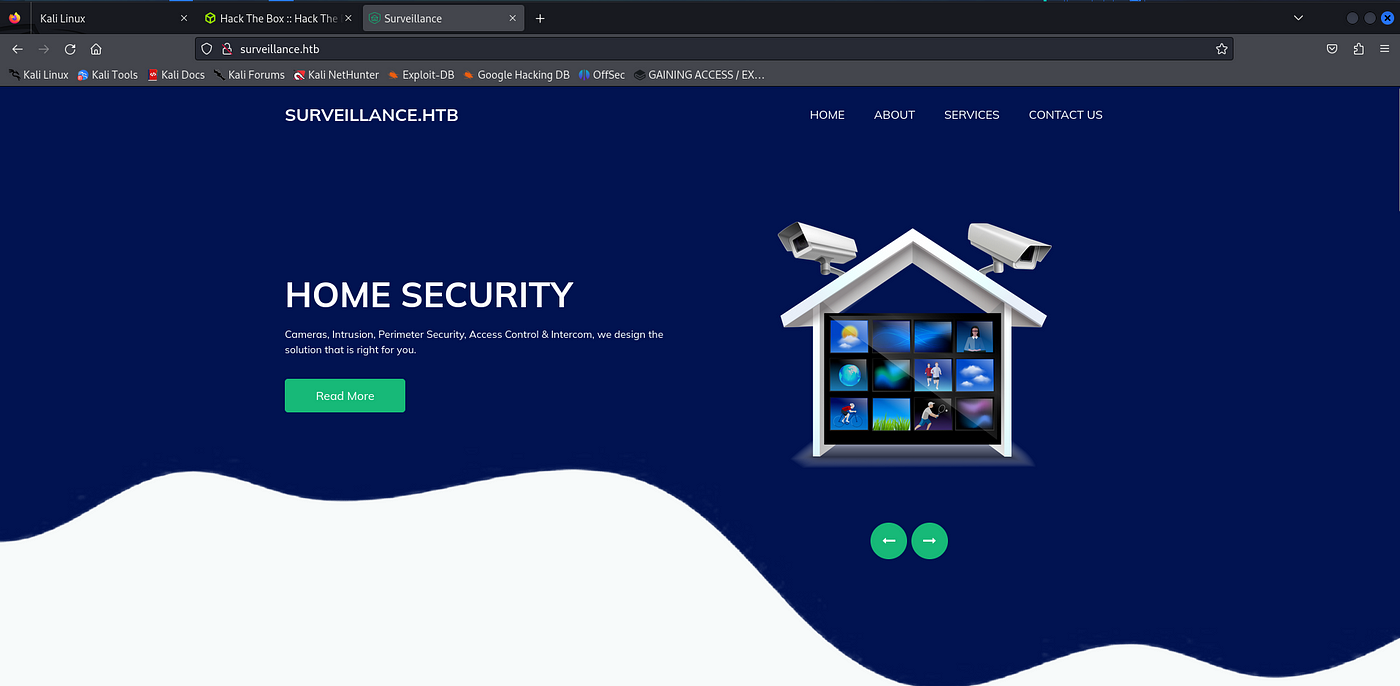 Kali Linux
Hack The Box :: Hack The
Surveillance
surveillance.htb
Kali Linux Kali Tools Kali Docs Kali Forums Kali NetHunter Exploit-DB Google Hacking DB OffSec GAINING ACCESS / EX...
SURVEILLANCE.HTB
HOME ABOUT SERVICES CONTACT US
HOME SECURITY
Cameras, Intrusion, Perimeter Security, Access Control & Intercom, we design the
solution that is right for you.
Read More